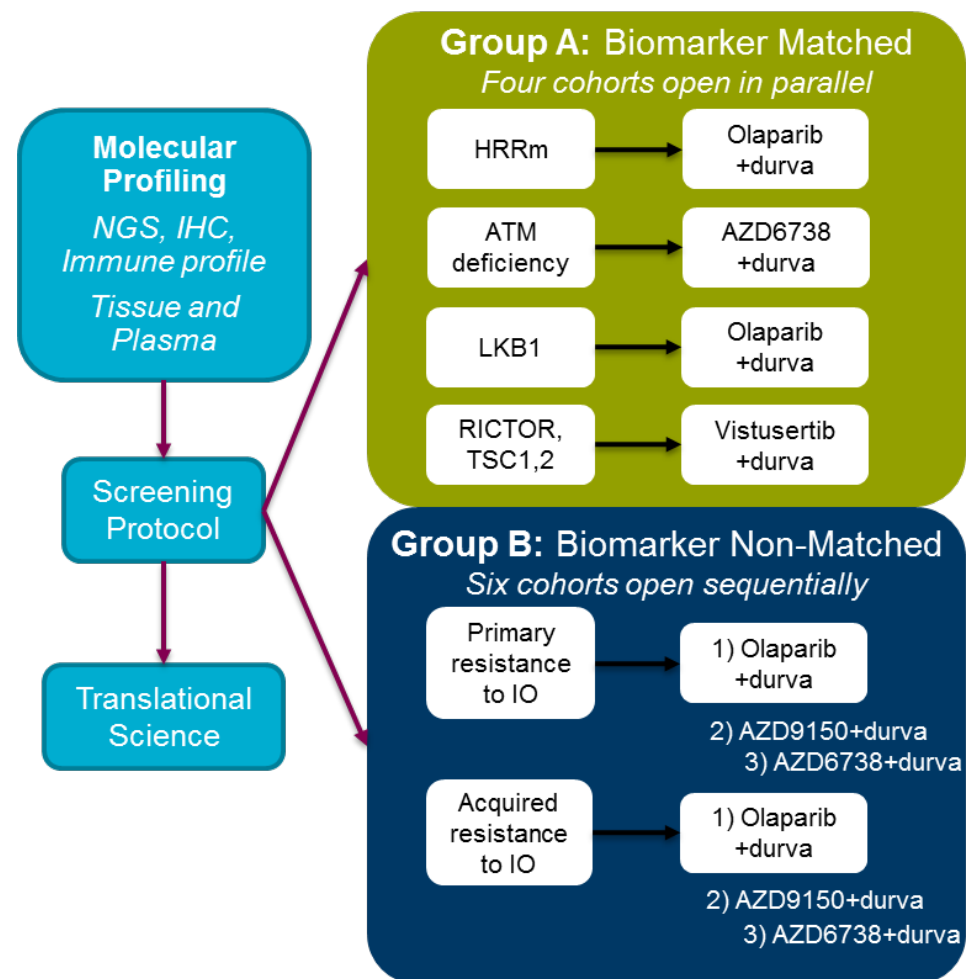 Molecular
Profiling
NGS, IHC,
Immune profile
Tissue and
Plasma
Screening
Protocol
Translational
Science
Group A: Biomarker Matched
Four cohorts open in parallel
HRRm
Olaparib
+durva
ATM
deficiency
AZD6738
+durva
LKB1
Olaparib
+durva
RICTOR,
TSC1,2
Vistusertib
+durva
Group B: Biomarker Non-Matched
Six cohorts open sequentially
Primary
resistance
to IO
1) Olaparib
+durva
2) AZD9150+durva
3) AZD6738+durva
Acquired
resistance
to IO
1) Olaparib
+durva
2) AZD9150+durva
3) AZD6738+durva